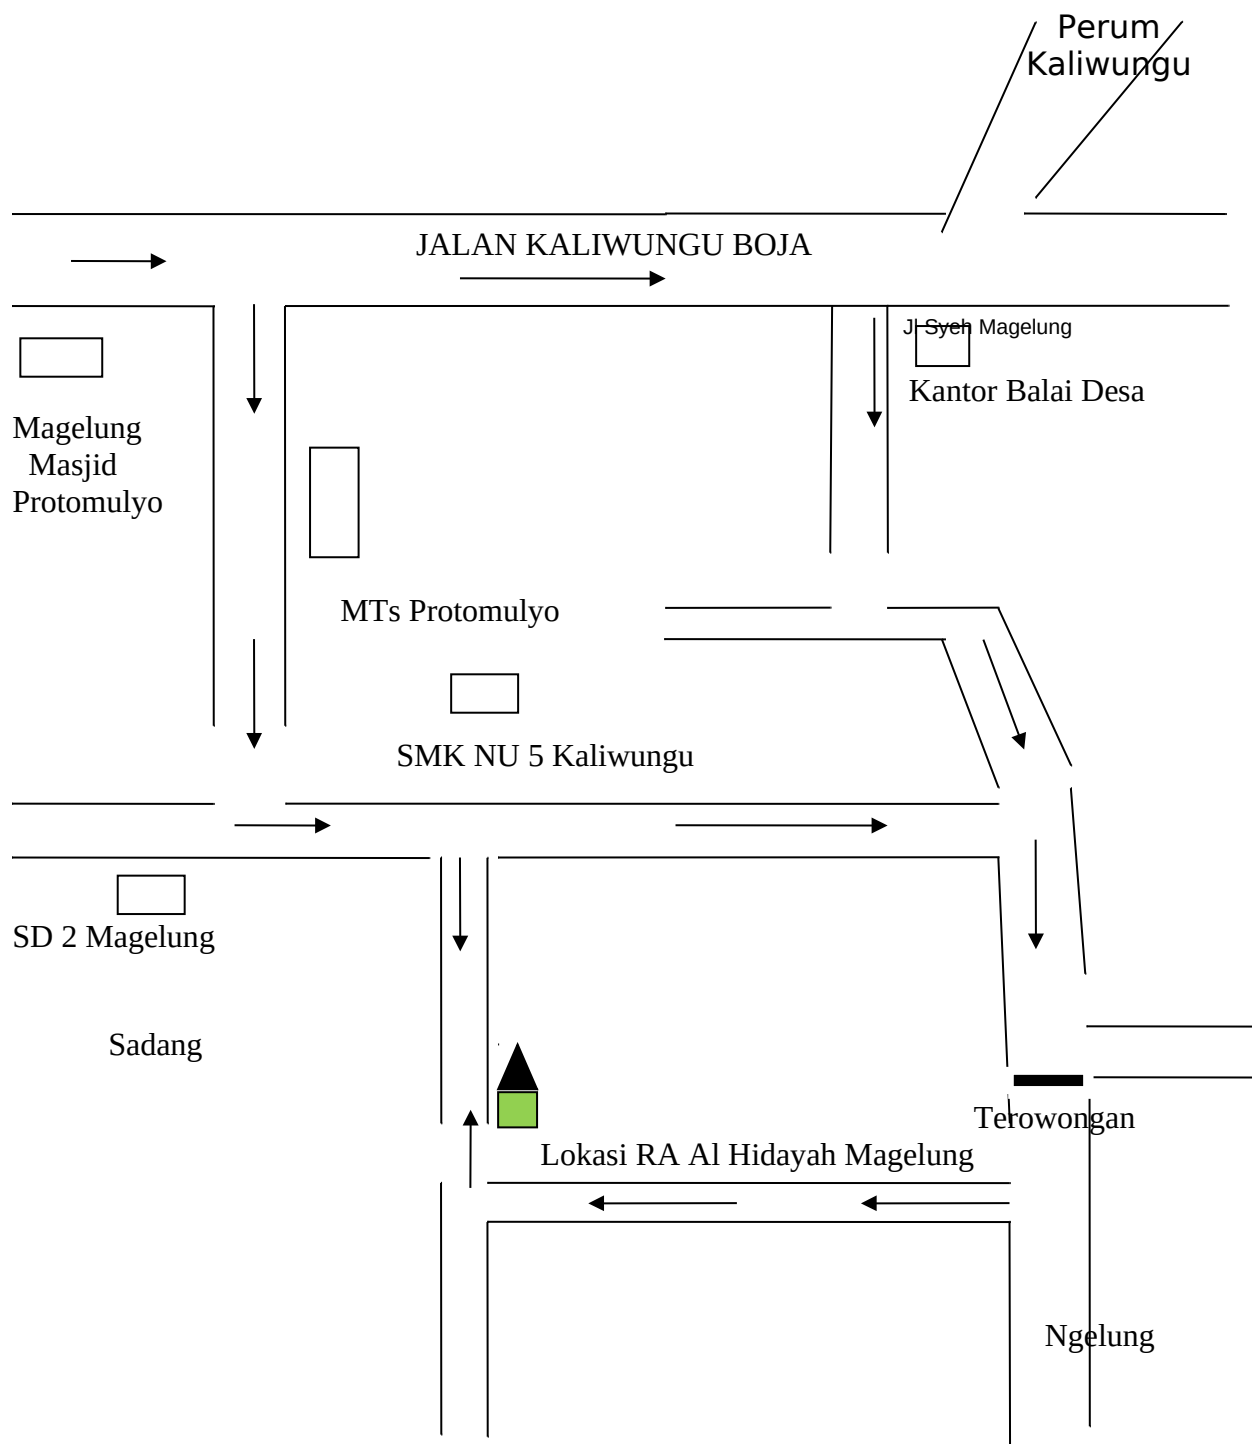 Perum
Kaliwungu
JALAN KALIWUNGU BOJA
Jl Syeh Magelung
Kantor Balai Desa
Magelung
Masjid
Protomulyo
MTs Protomulyo
SMK NU 5 Kaliwungu
SD 2 Magelung
Sadang
Terowongan
Lokasi RA Al Hidayah Magelung
Ngelung